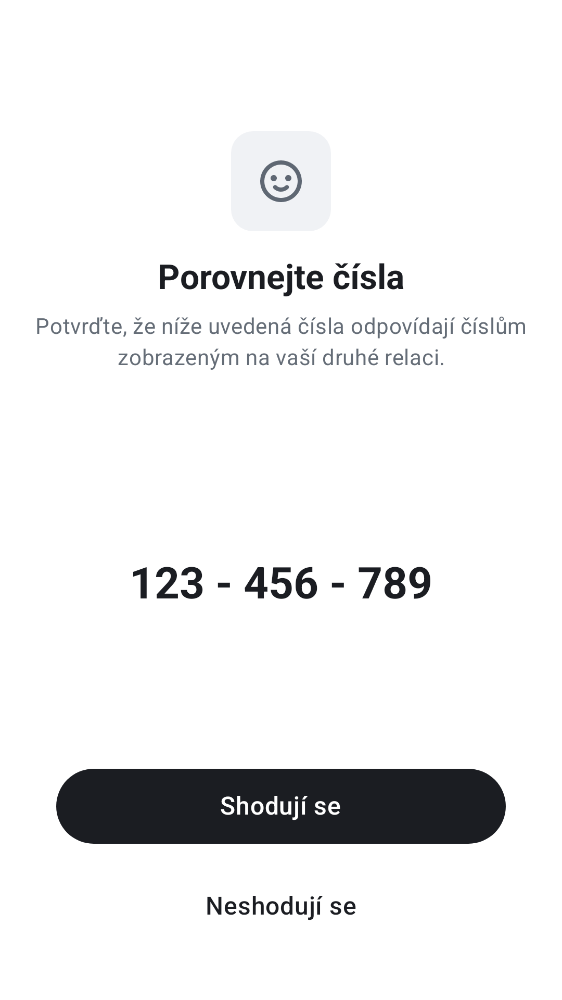 Porovnejte čísla
Potvrďte, že níže uvedená čísla odpovídají číslům
zobrazeným na vaší druhé relaci.
123 - 456 - 789
Shodují se
Neshodují se